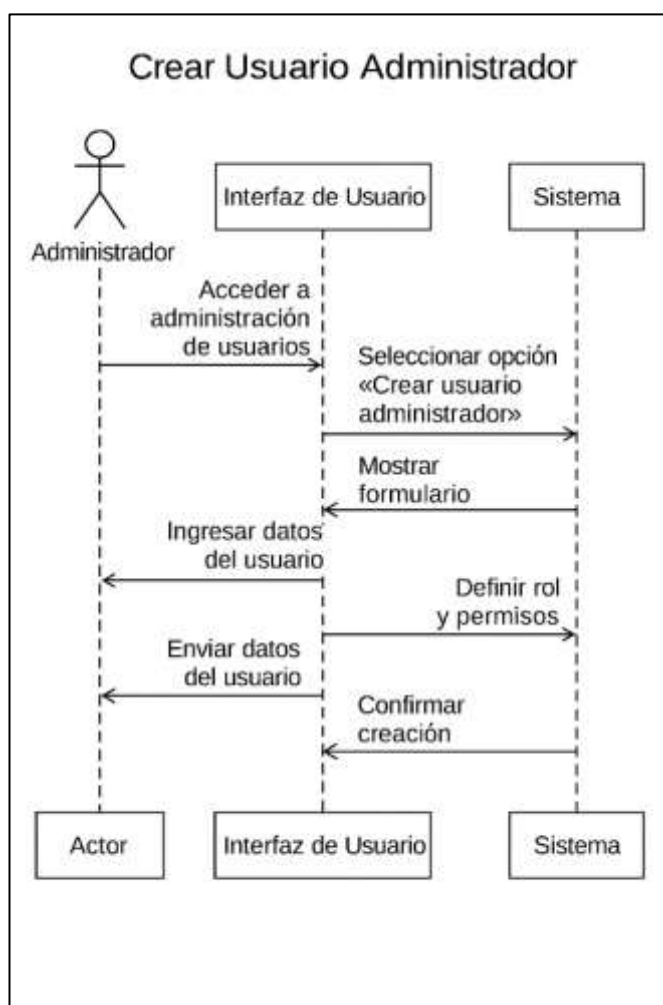 Crear Usuario Administrador
Interfaz de Usuario
Sistema
Administrador
Acceder a
administración
de usuarios
Seleccionar opción
«Crear usuario
administrador»
Mostrar
formulario
Ingresar datos
del usuario
Definir rol
y permisos
Enviar datos
del usuario
Confirmar
creación
Actor
Interfaz de Usuario
Sistema